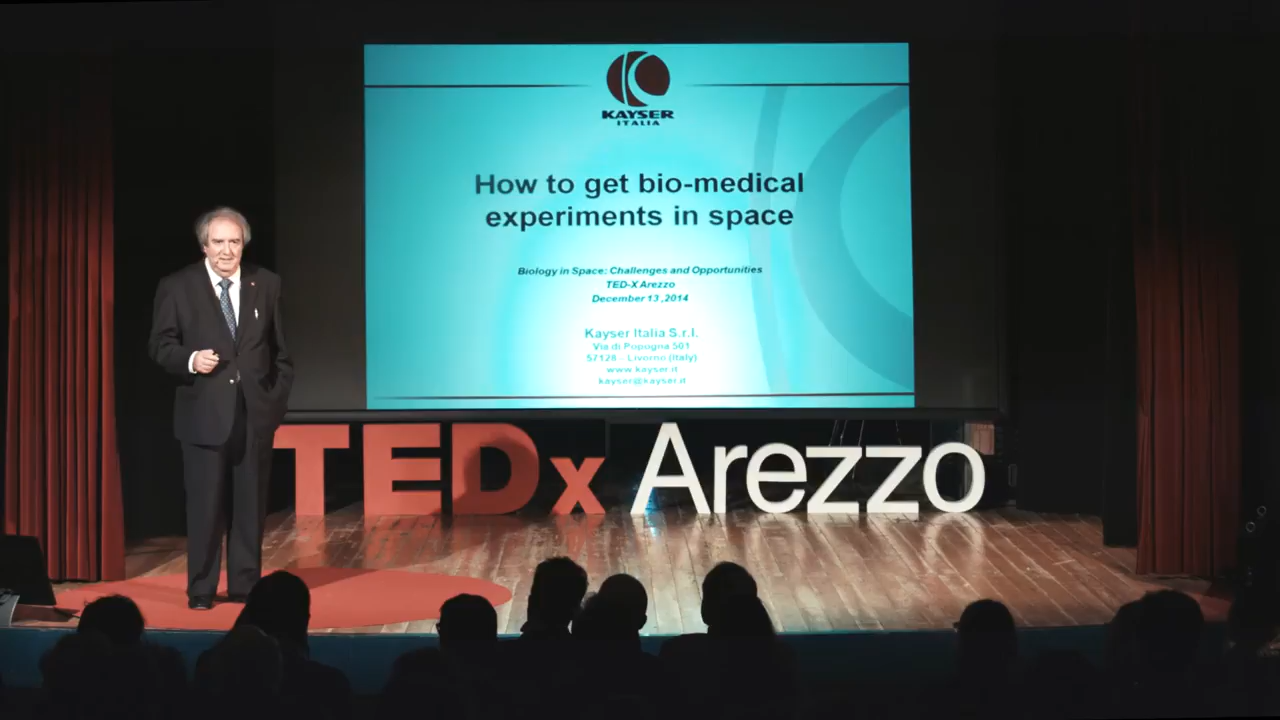 KAYSER
ITALIA
How to get bio-medical
experiments in space
Biology in Space: Challenges and Opportunities
TED-X Arezzo
December 13 ,2014
Kayser Italia S.r.l.
Via di Popogna 501
57128 - Livorno (Italy)
www.kayser.it
kayser@kayser.it
TEDx Arezzo